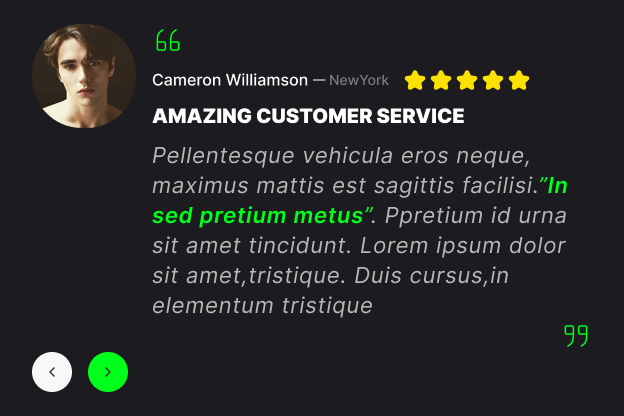 Cameron Williamson — NewYork
AMAZING CUSTOMER SERVICE
Pellentesque vehicula eros neque,
maximus mattis est sagittis facilisi.”In
sed pretium metus”. Ppretium id urna
sit amet tincidunt. Lorem ipsum dolor
sit amet,tristique. Duis cursus,in
elementum tristique